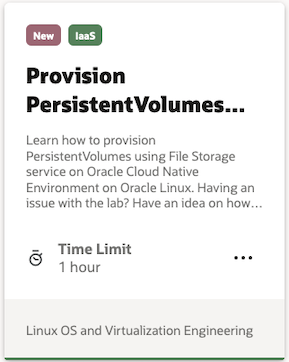 New IaaS
Provision
PersistentVolumes...
Learn how to provision
PersistentVolumes using File Storage
service on Oracle Cloud Native
Environment on Oracle Linux. Having an
issue with the lab? Have an idea on how...
Time Limit
1 hour
Linux OS and Virtualization Engineering